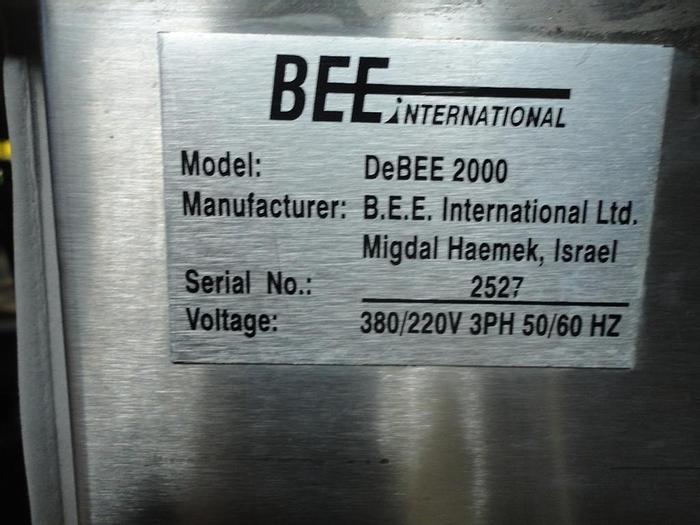 BEE INTERNATIONAL
Model: DeBEE 2000
Manufacturer: B.E.E. International Ltd.
Migdal Haemek, Israel
Serial No.: 2527
Voltage: 380/220V 3PH 50/60 HZ